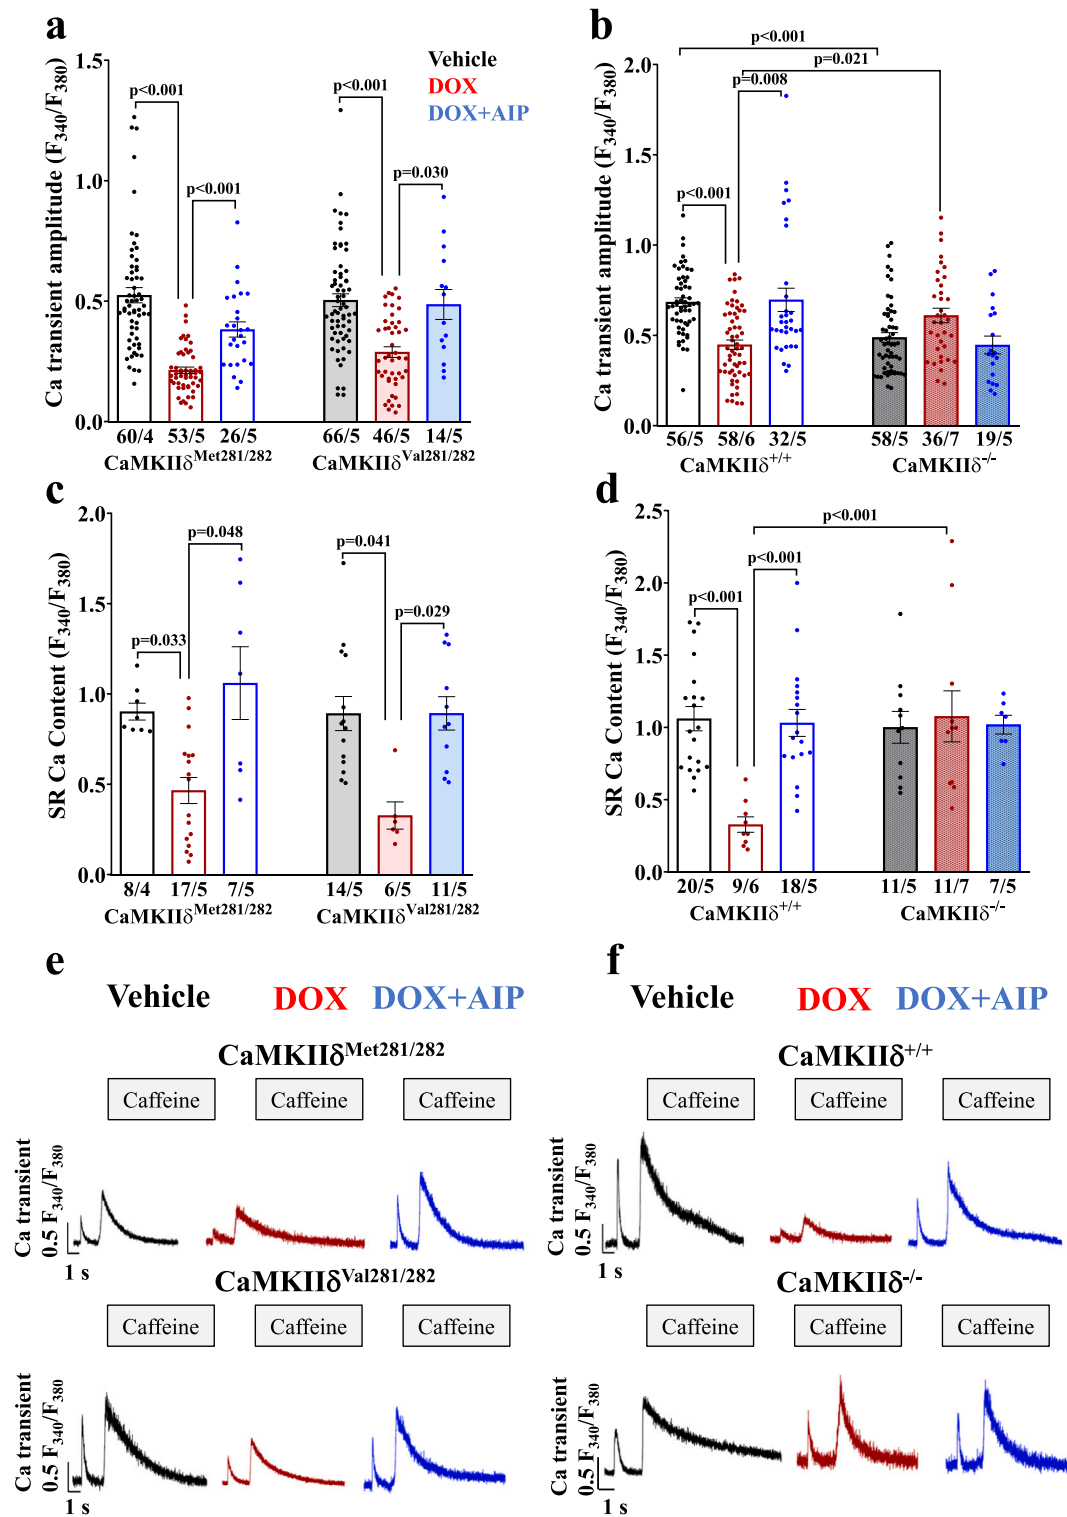 a
Ca transient amplitude (F340/F380)
1.5
1.0
0.5
0.0
Vehicle
DOX
DOX+AIP
p<0.001
p<0.001
p<0.001
p=0.030
60/4 53/5 26/5
66/5 46/5 14/5
CaMKIIδMet281/282
CaMKIIδVal281/282
b
Ca transient amplitude (F340/F380)
2.0
1.5
1.0
0.5
0.0
p<0.001
p=0.021
p=0.008
p<0.001
56/5 58/6 32/5
58/5 36/7 19/5
CaMKIIδ+/+
CaMKIIδ-/-
c
SR Ca Content (F340/F380)
2.0
1.5
1.0
0.5
0.0
p=0.048
p=0.033
p=0.041
p=0.029
8/4 17/5 7/5
14/5 6/5 11/5
CaMKIIδMet281/282
CaMKIIδVal281/282
d
SR Ca Content (F340/F380)
2.5
2.0
1.5
1.0
0.5
0.0
p<0.001
p<0.001
p<0.001
20/5 9/6 18/5
11/5 11/7 7/5
CaMKIIδ+/+
CaMKIIδ-/-
e
Vehicle DOX DOX+AIP
CaMKIIδMet281/282
Caffeine Caffeine Caffeine
Ca transient
0.5 F340/F380
1 s
CaMKIIδVal281/282
Caffeine Caffeine Caffeine
Ca transient
0.5 F340/F380
1 s
f
Vehicle DOX DOX+AIP
CaMKIIδ+/+
Caffeine Caffeine Caffeine
Ca transient
0.5 F340/F380
1 s
CaMKIIδ-/-
Caffeine Caffeine Caffeine
Ca transient
0.5 F340/F380
1 s